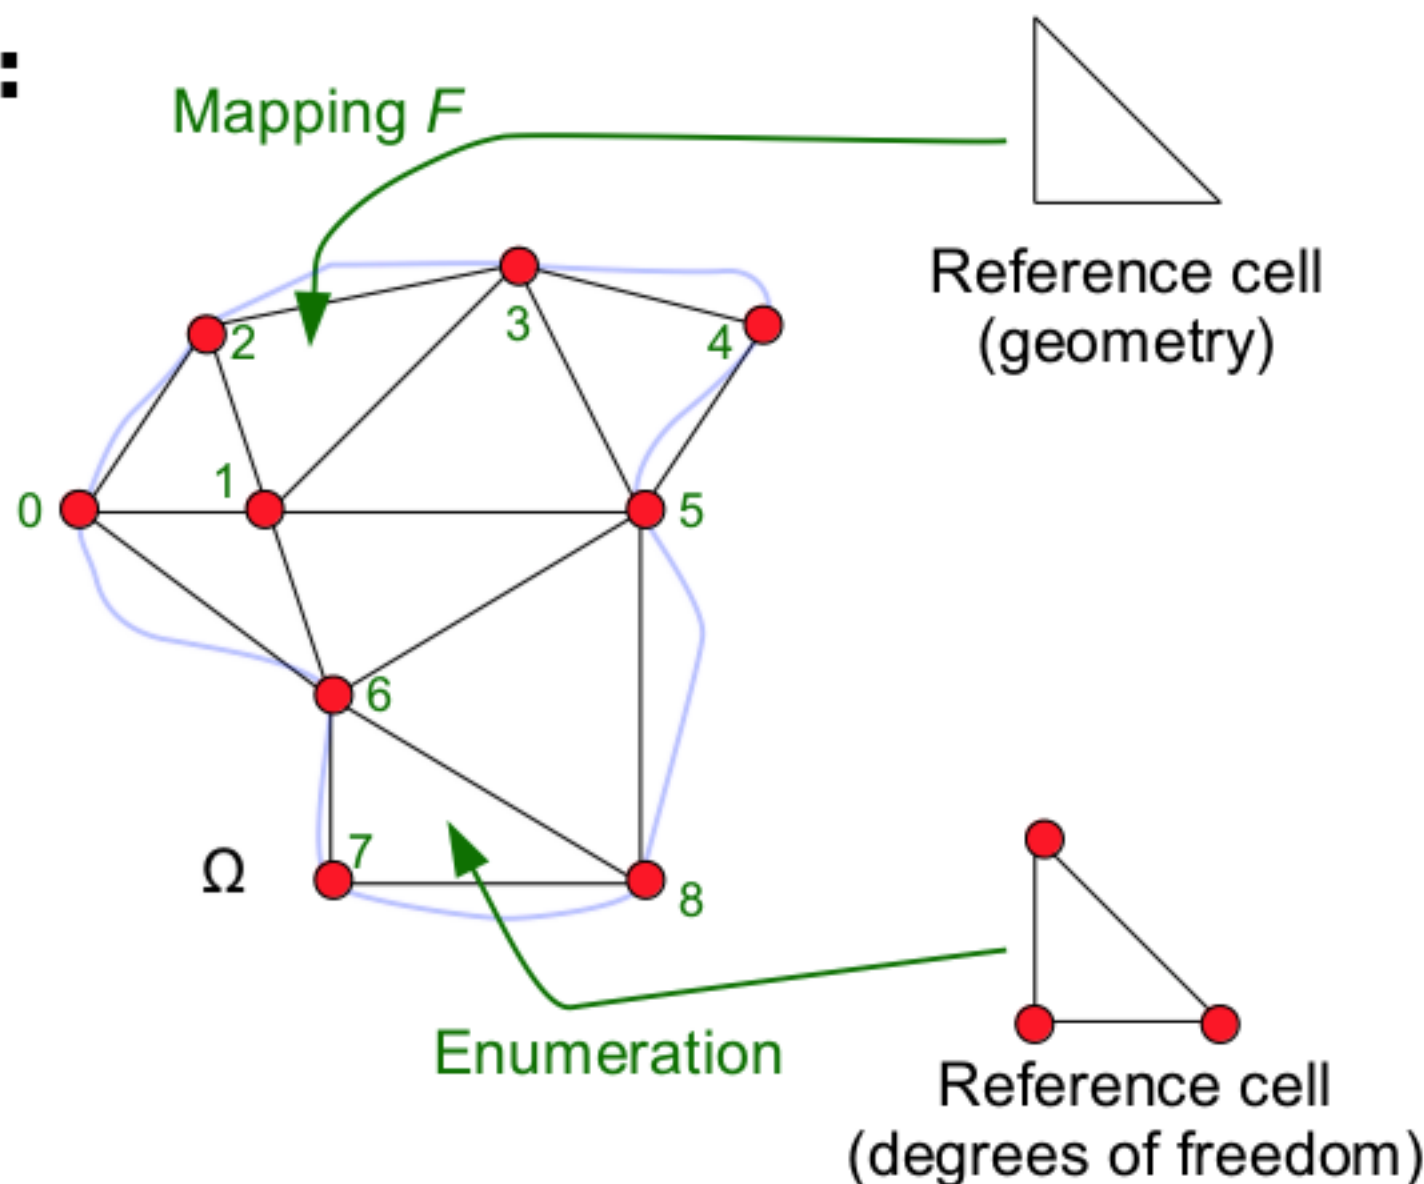 :
Mapping F
Reference cell
(geometry)
2
3
4
0
1
5
6
Ω
7
8
Enumeration
Reference cell
(degrees of freedom)